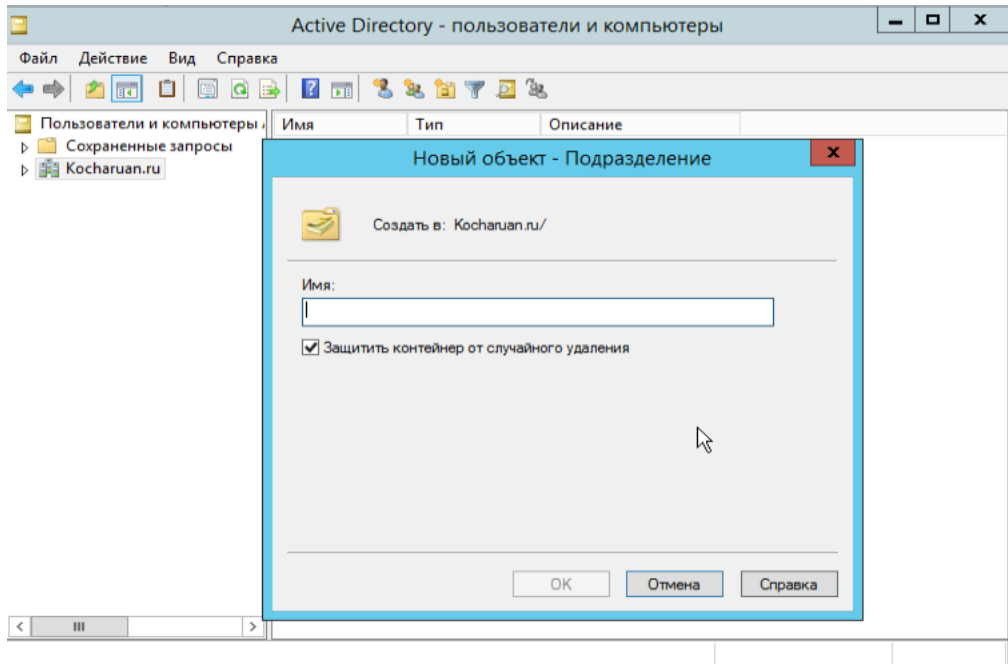 Active Directory - пользователи и компьютеры
Файл Действие Вид Справка
Пользователи и компьютеры
Имя Тип Описание
Сохраненные запросы
Kocharuan.ru
Новый объект - Подразделение
Создать в: Kocharuan.ru/
Имя:
Защитить контейнер от случайного удаления
OK Отмена Справка